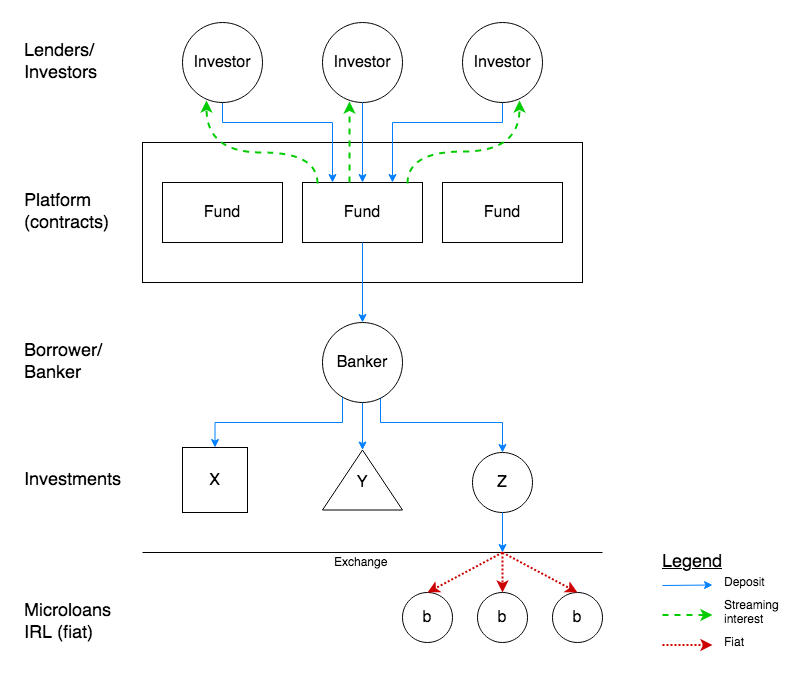 Lenders/
Investors
Investor
Investor
Investor
Platform
(contracts)
Fund
Fund
Fund
Borrower/
Banker
Banker
Investments
X
Y
Z
Exchange
Microloans
IRL (fiat)
b
b
b
Legend
Deposit
Streaming
interest
Fiat